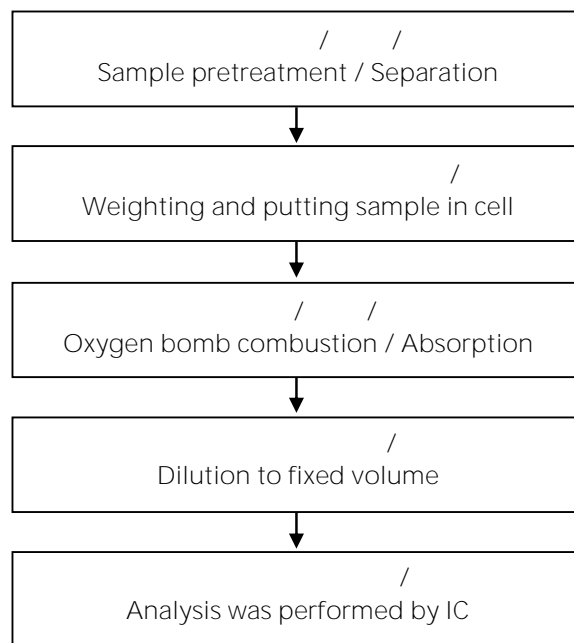 / /
Sample pretreatment / Separation
/
Weighting and putting sample in cell
/ /
Oxygen bomb combustion / Absorption
/
Dilution to fixed volume
/
Analysis was performed by IC